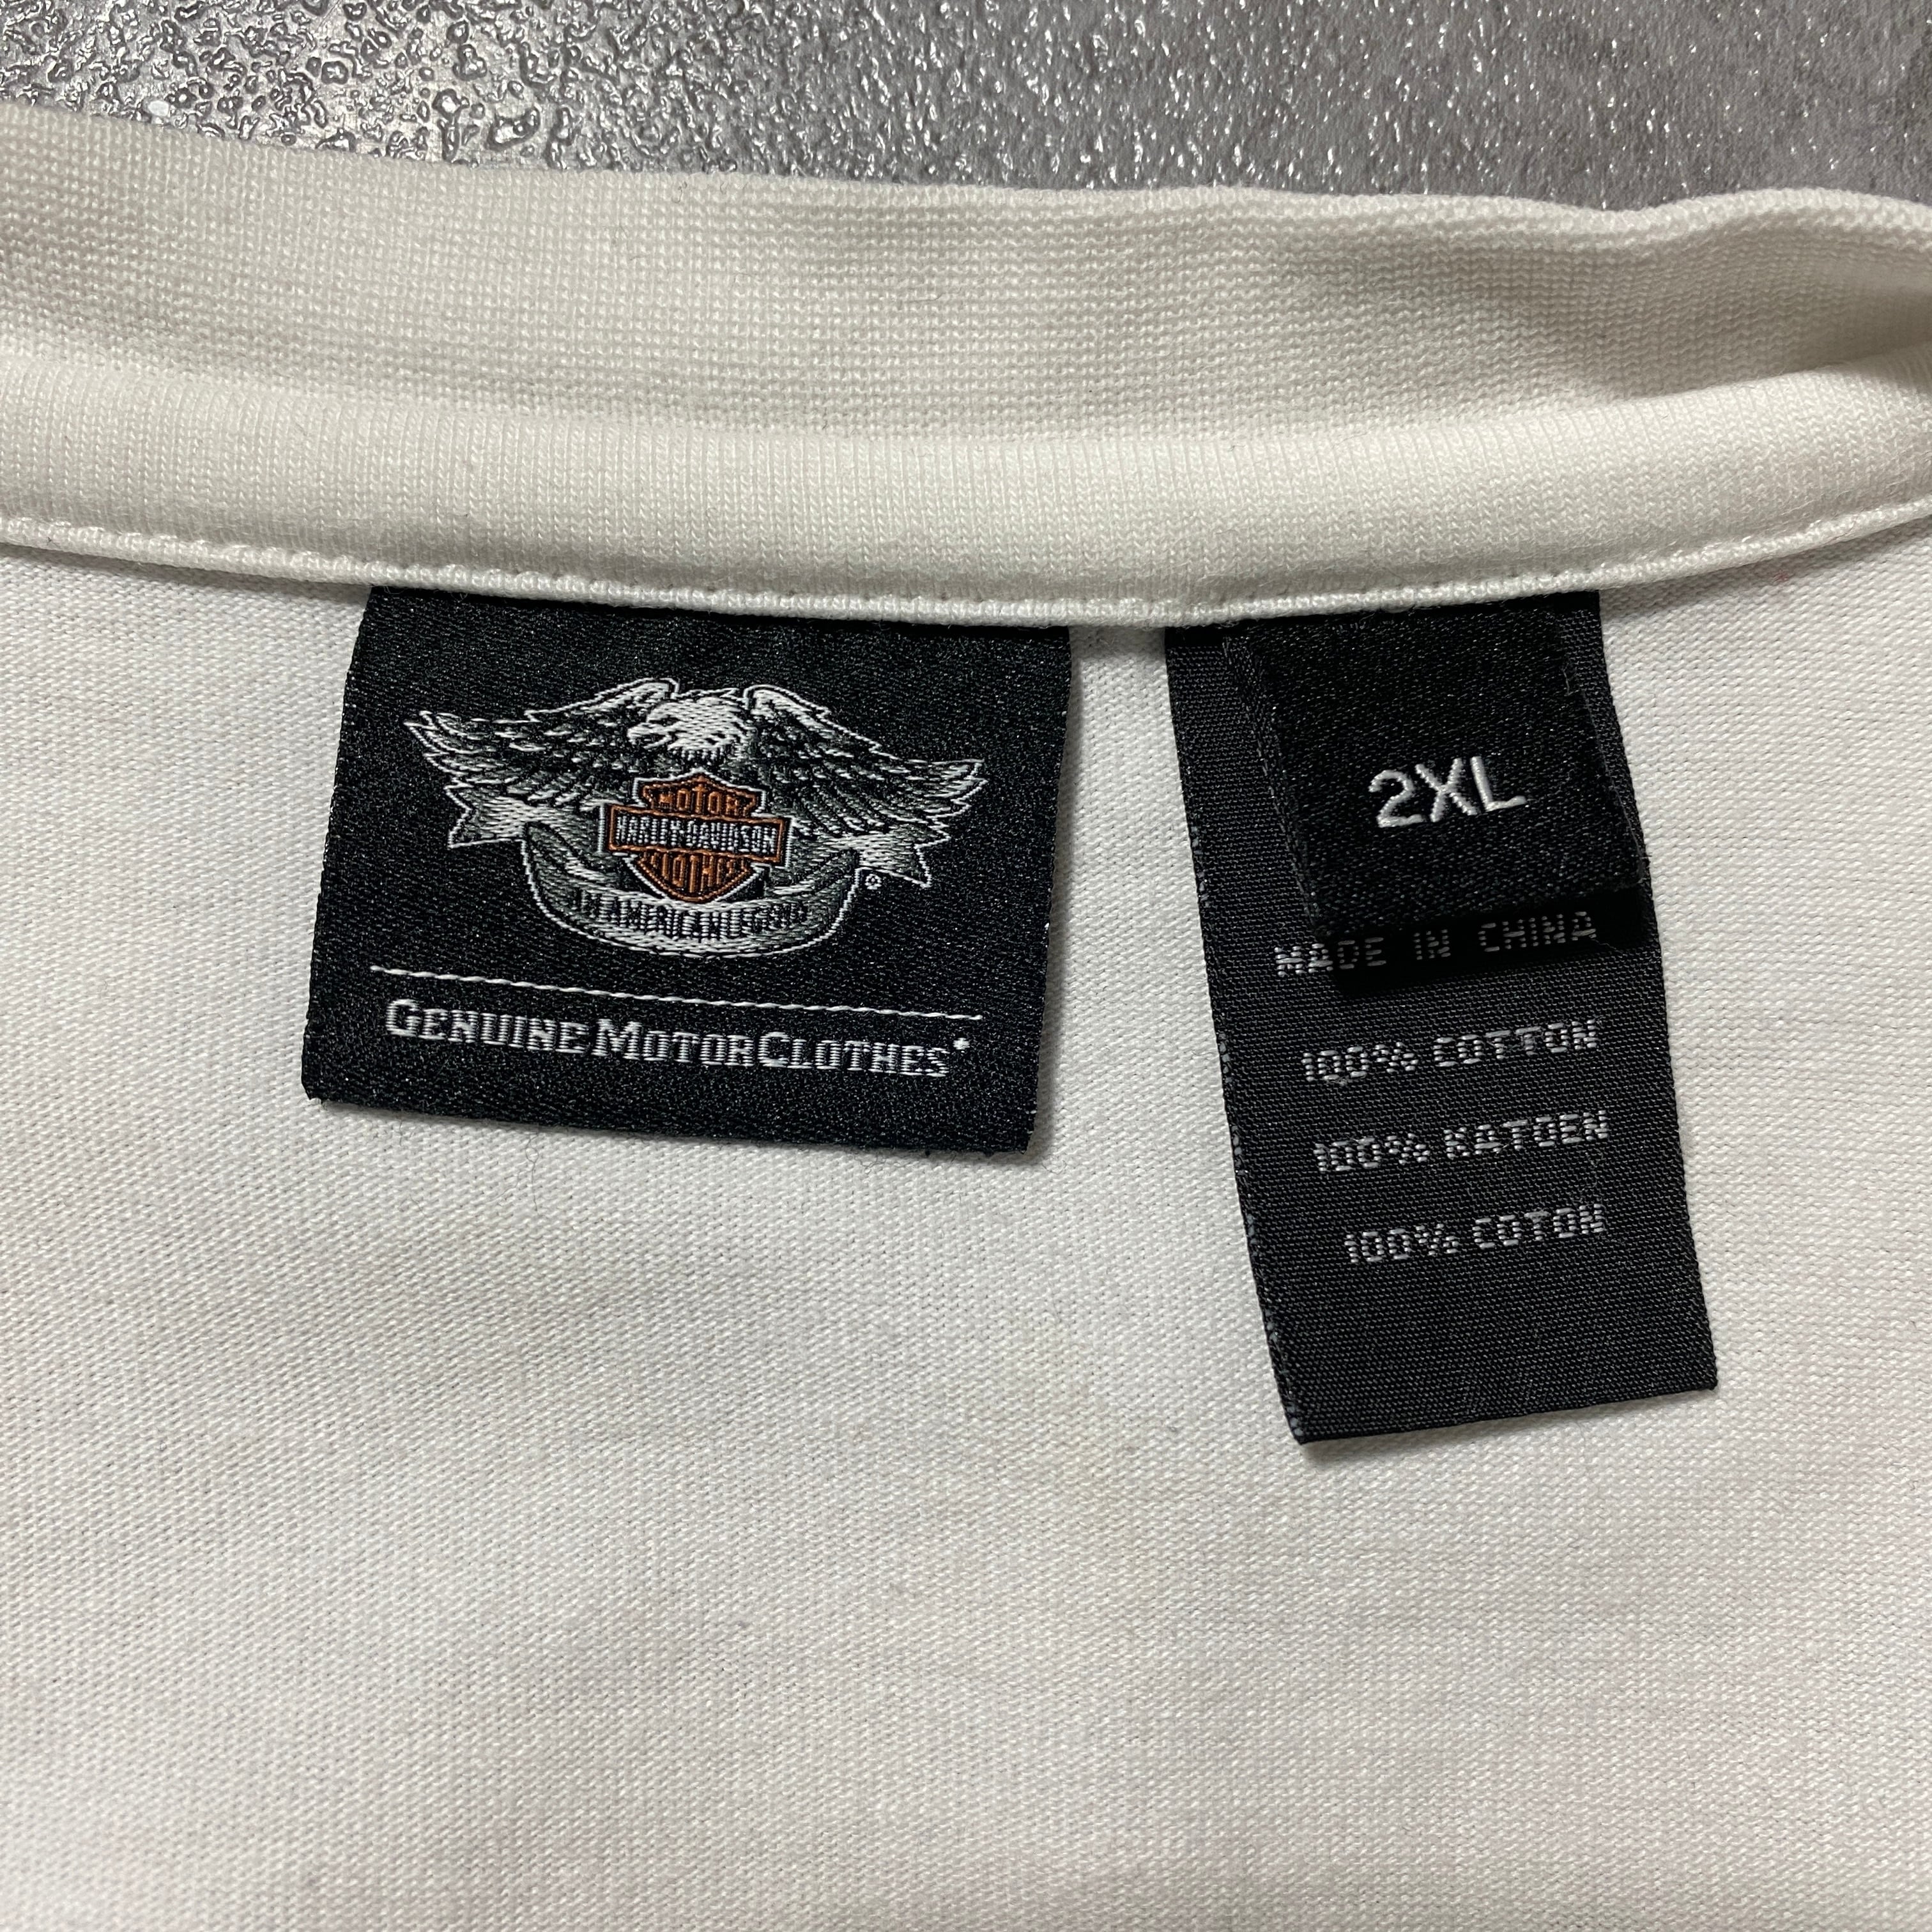 MOTOR
HARLEY-DAVIDSON
CLOTHES
AN AMERICAN LEGEND
®
GENUINE MOTORCLOTHES®
2XL
MADE IN CHINA
100% COTTON
100% KATOEN
100% COTON